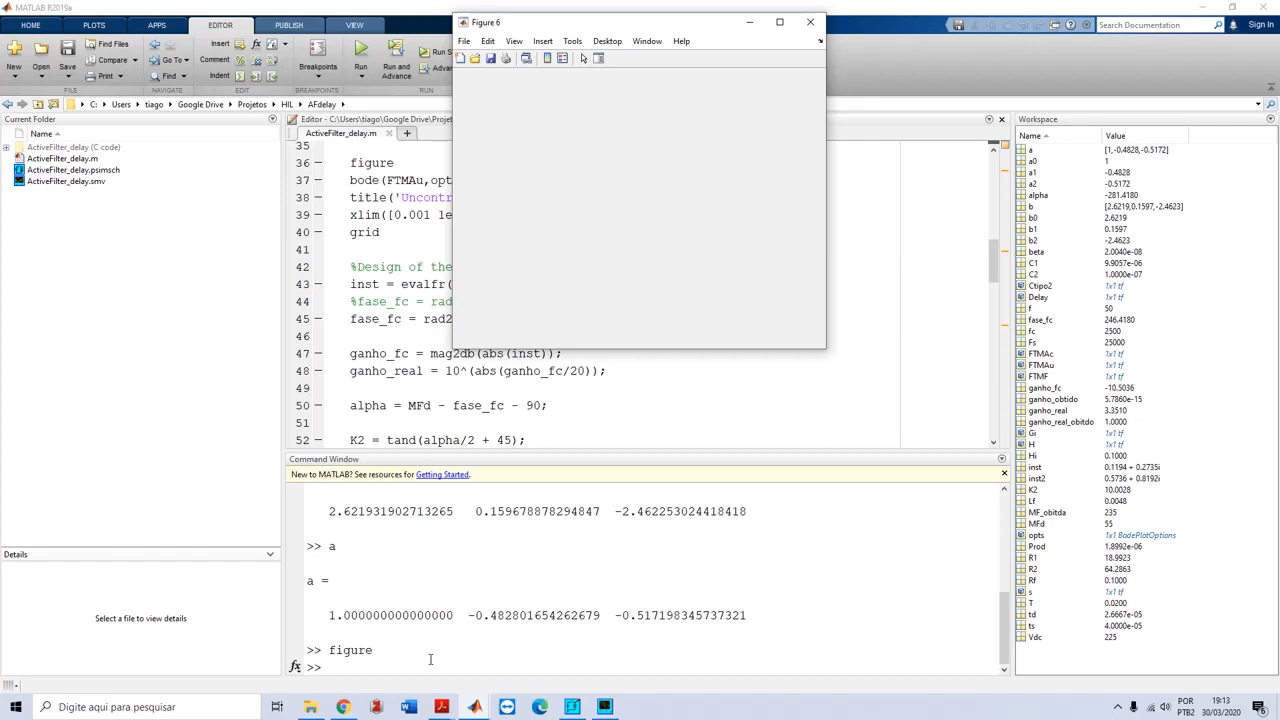 MATLAB R2019a
HOME PLOTS APPS EDITOR PUBLISH VIEW
Search Documentation Sign In
New Open Save
Find Files
Compare
Print
Go To
Find
Insert
Comment
Indent
Breakpoints
Run
Run and
Advance
Run S
Adva
FILE NAVIGATE EDIT BREAKPOINTS RUN
C: Users tiago Google Drive Projetos HIL AFdelay
Current Folder
Name
ActiveFilter_delay (C code)
ActiveFilter_delay.m
ActiveFilter_delay.psimsch
ActiveFilter_delay.smv
Details
Select a file to view details
Editor - C:\Users\tiago\Google Drive\Projet
ActiveFilter_delay.m
35
36 figure
37 bode(FTMAu,opt
38 title('Uncontr
39 xlim([0.001 1e
40 grid
41
42 %Design of the
43 inst = evalfr(
44 %fase_fc = rad
45 fase_fc = rad2
46
47 ganho_fc = mag2db(abs(inst));
48 ganho_real = 10^(abs(ganho_fc/20));
49
50 alpha = MFd - fase_fc - 90;
51
52 K2 = tand(alpha/2 + 45);
Figure 6
File Edit View Insert Tools Desktop Window Help
Command Window
New to MATLAB? See resources for Getting Started.
2.621931902713265 0.159678878294847 -2.462253024418418
>> a
a =
1.000000000000000 -0.482801654262679 -0.517198345737321
>> figure
fx >>
Workspace
Name Value
a [1,-0.4828,-0.5172]
a0 1
a1 -0.4828
a2 -0.5172
alpha -281.4180
b [2.6219,0.1597,-2.4623]
b0 2.6219
b1 0.1597
b2 -2.4623
beta 2.0040e-08
C1 9.9057e-06
C2 1.0000e-07
Ctipo2 1x1 tf
Delay 1x1 tf
f 50
fase_fc 246.4180
fc 2500
Fs 25000
FTMAc 1x1 tf
FTMAu 1x1 tf
FTMF 1x1 tf
ganho_fc -10.5036
ganho_obtido 5.7860e-15
ganho_real 3.3510
ganho_real_obitdo 1.0000
Gi 1x1 tf
H 1x1 tf
Hi 0.1000
inst 0.1194 + 0.2735i
inst2 0.5736 + 0.8192i
K2 10.0028
Lf 0.0048
MF_obitda 235
MFd 55
opts 1x1 BodePlotOptions
Prod 1.8992e-06
R1 18.9923
R2 64.2863
Rf 0.1000
s 1x1 tf
T 0.0200
td 2.6667e-05
ts 4.0000e-05
Vdc 225
Digite aqui para pesquisar
POR
PTB2
19:13
30/03/2020